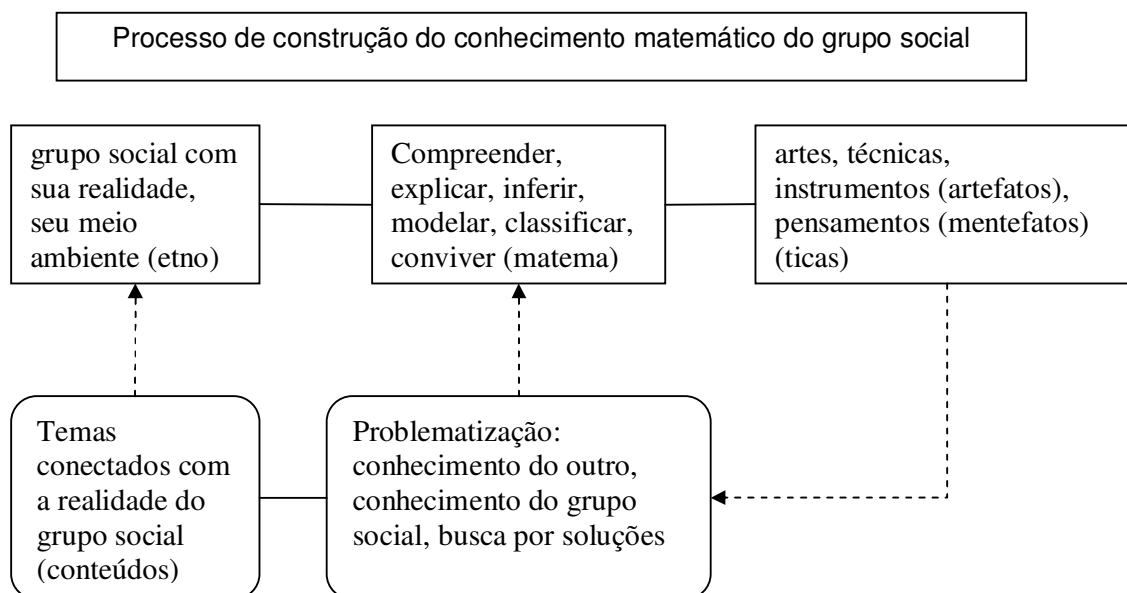 Processo de construção do conhecimento matemático do grupo social
grupo social com
sua realidade,
seu meio
ambiente (etno)
Compreender,
explicar, inferir,
modelar, classificar,
conviver (matema)
artes, técnicas,
instrumentos (artefatos),
pensamentos (mentefatos)
(ticas)
Temas
conectados com
a realidade do
grupo social
(conteúdos)
Problematização:
conhecimento do outro,
conhecimento do grupo
social, busca por soluções